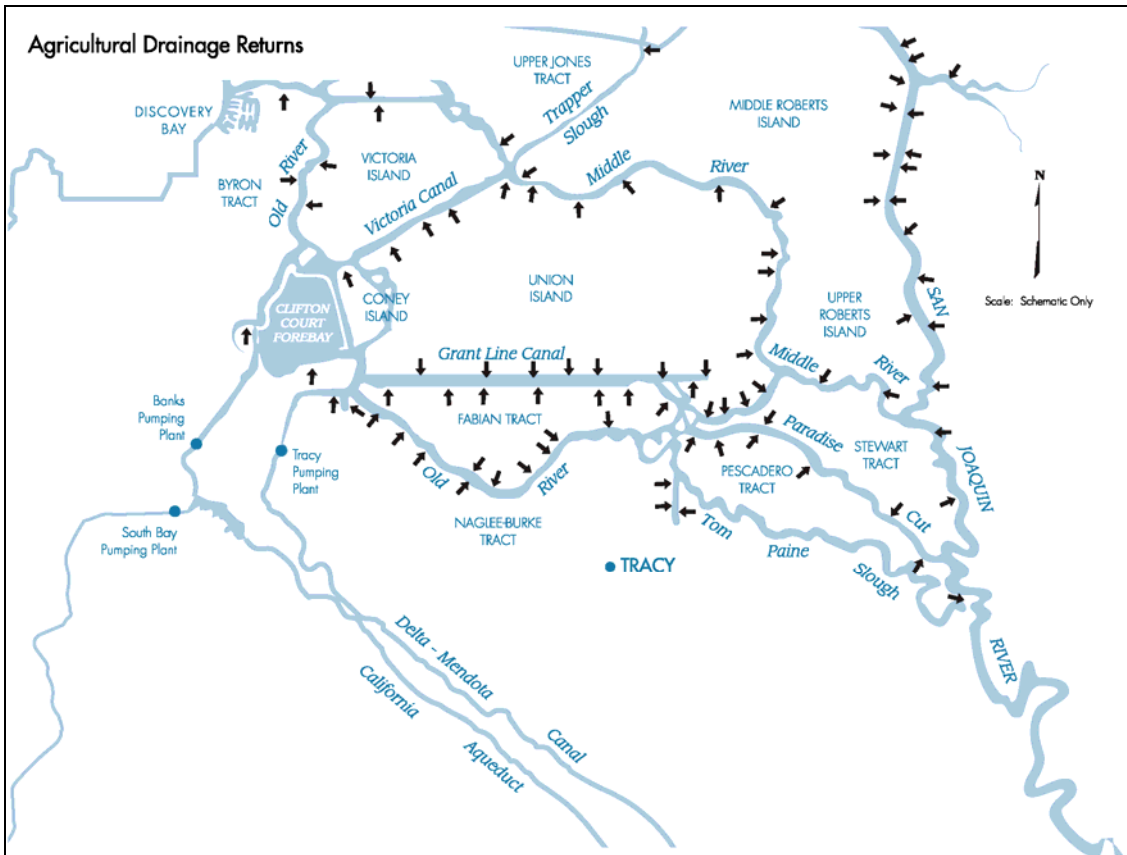 Agricultural Drainage Returns
UPPER JONES
TRACT
DISCOVERY
BAY
Trapper
Slough
MIDDLE ROBERTS
ISLAND
VICTORIA
ISLAND
BYRON
TRACT
Old
River
Victoria Canal
Middle
River
N
Scale: Schematic Only
UNION
ISLAND
CONEY
ISLAND
CLIFTON
COURT
FOREBAY
UPPER
ROBERTS
ISLAND
SAN
JOAQUIN
RIVER
Grant Line Canal
Middle
River
FABIAN TRACT
Banks
Pumping
Plant
Tracy
Pumping
Plant
Old
River
Paradise
Cut
STEWART
TRACT
PESCADERO
TRACT
NAGLEE-BURKE
TRACT
South Bay
Pumping Plant
Tom
Paine
Slough
TRACY
Delta - Mendota
Canal
California
Aqueduct